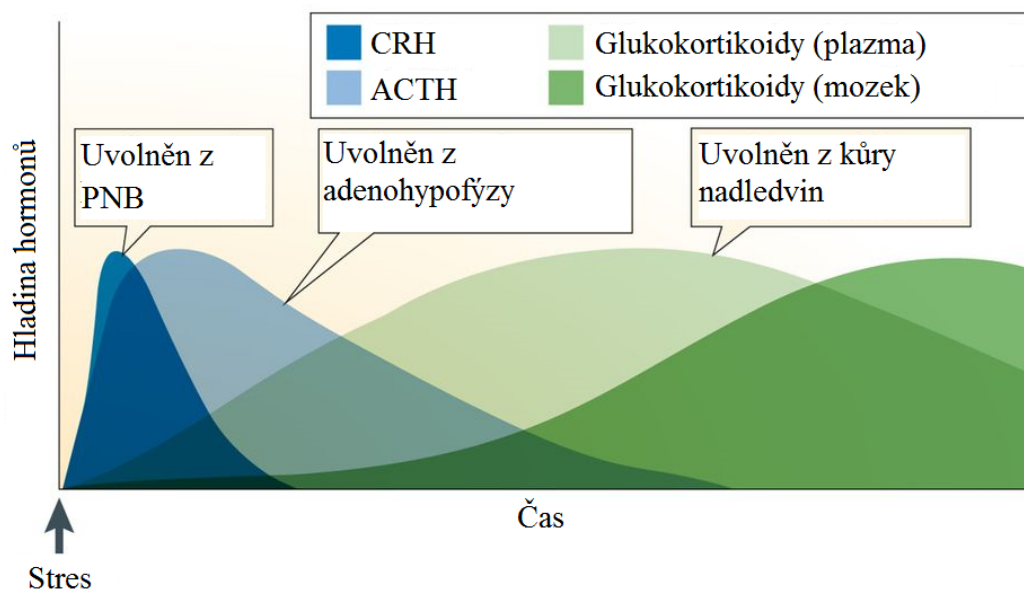 CRH
Glukokortikoidy (plazma)
ACTH
Glukokortikoidy (mozek)
Uvolněn z
PNB
Uvolněn z
adenohypofýzy
Uvolněn z kůry
nadledvin
Hladina hormonů
Čas
Stres